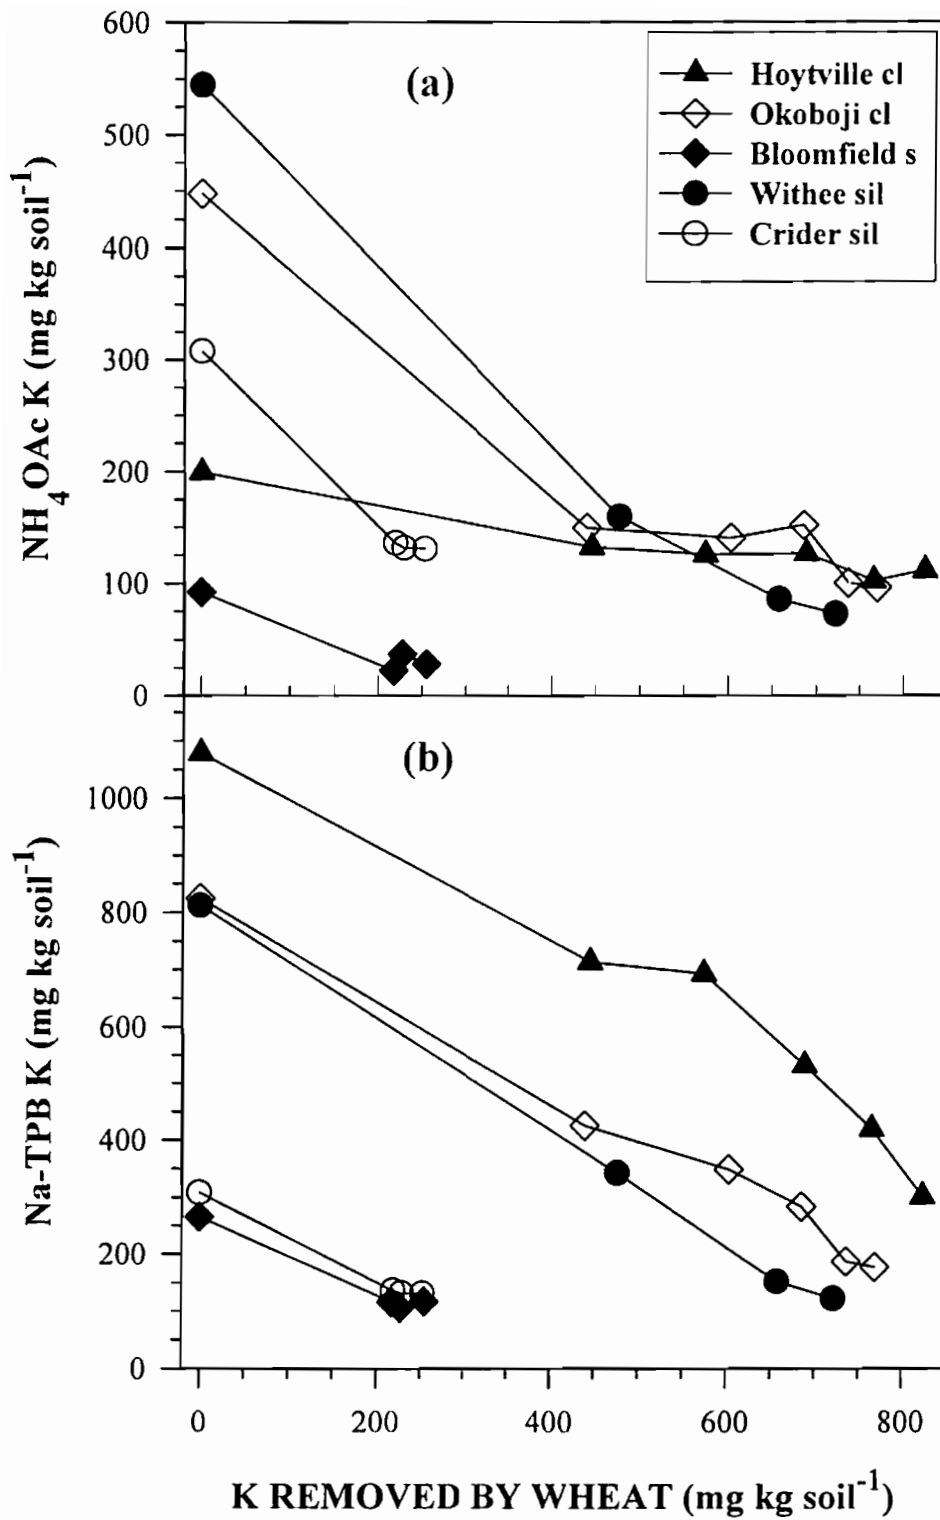 600
500
400
300
200
100
0
NH4OAc K (mg kg soil-1)
(a)
Hoytville cl
Okoboji cl
Bloomfield s
Withee sil
Crider sil
1000
800
600
400
200
0
Na-TPB K (mg kg soil-1)
(b)
0 200 400 600 800
K REMOVED BY WHEAT (mg kg soil-1)